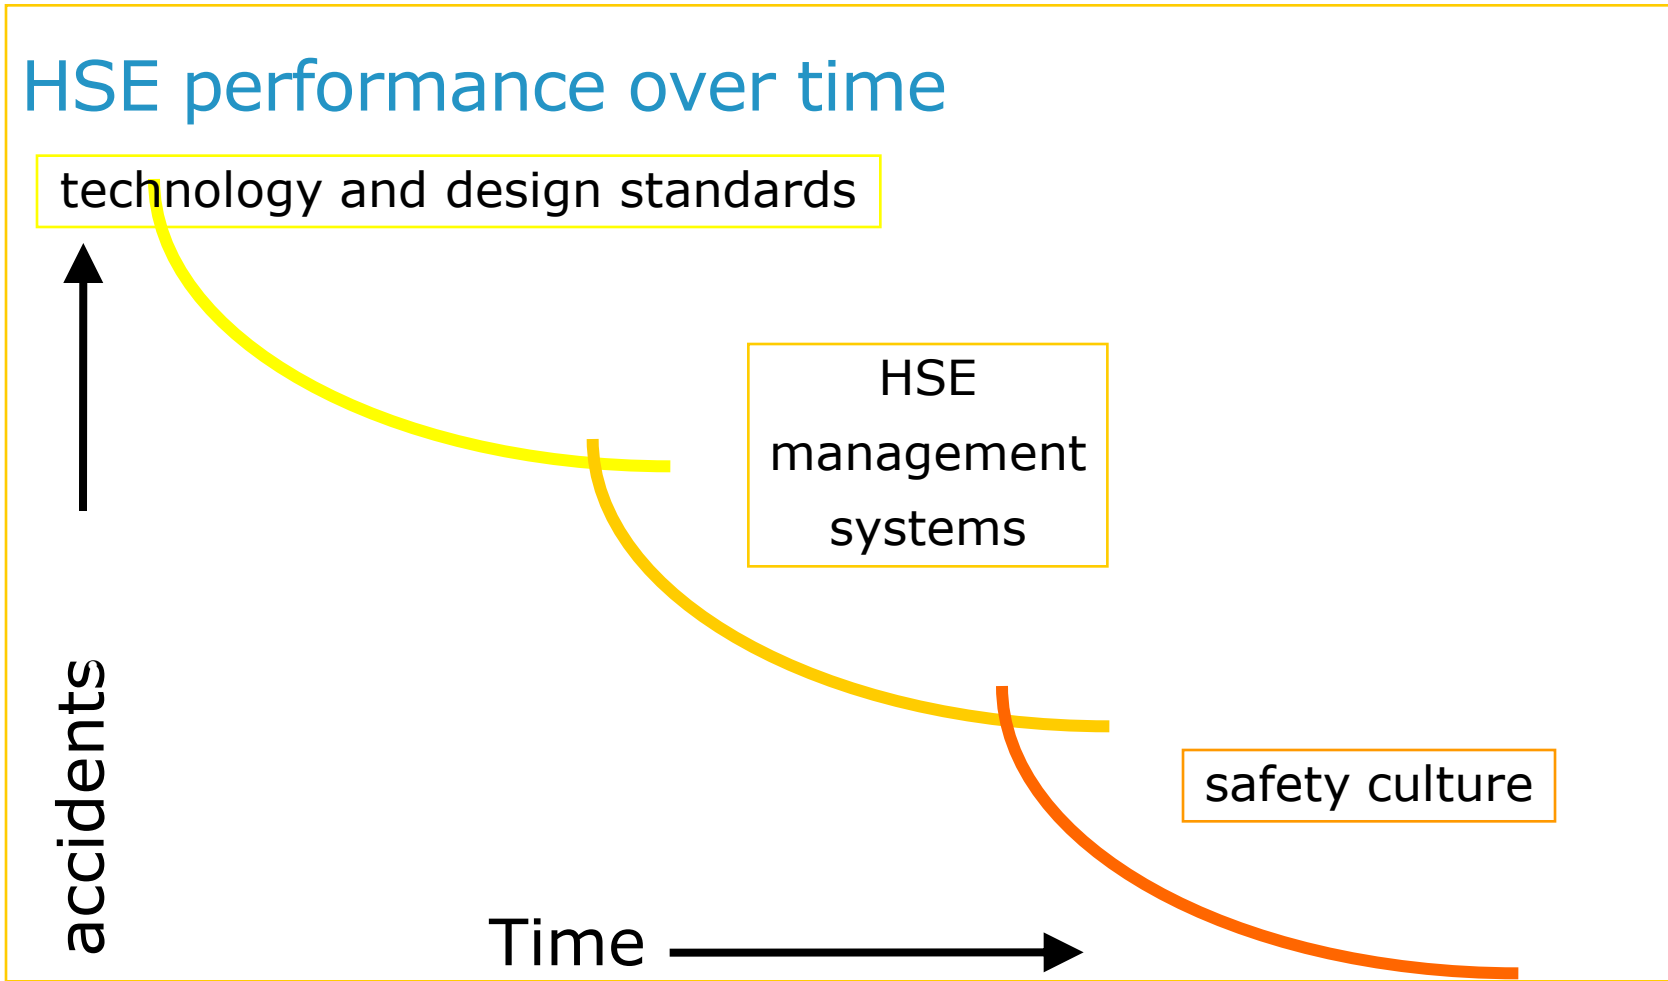 HSE performance over time
technology and design standards
HSE
management
systems
safety culture
accidents
Time